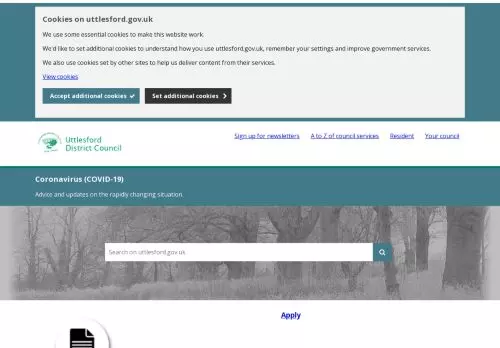 Cookies on uttlesford.gov.uk
We use some essential cookies to make this website work.
We'd like to set additional cookies to understand how you use uttlesford.gov.uk, remember your settings and improve government services.
We also use cookies set by other sites to help us deliver content from their services.
View cookies
Accept additional cookies
Set additional cookies
Uttlesford
District Council
Sign up for newsletters
A to Z of council services
Resident
Your council
Coronavirus (COVID-19)
Advice and updates on the rapidly changing situation.
Search on uttlesford.gov.uk
Apply